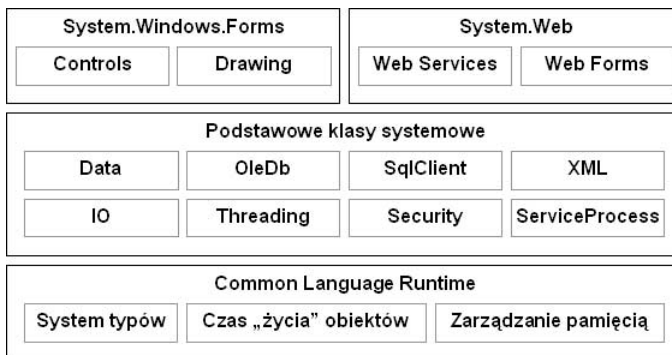 System.Windows.Forms
Controls Drawing
System.Web
Web Services Web Forms
Podstawowe klasy systemowe
Data OleDb SqlClient XML
IO Threading Security ServiceProcess
Common Language Runtime
System typów Czas „życia” obiektów Zarządzanie pamięcią